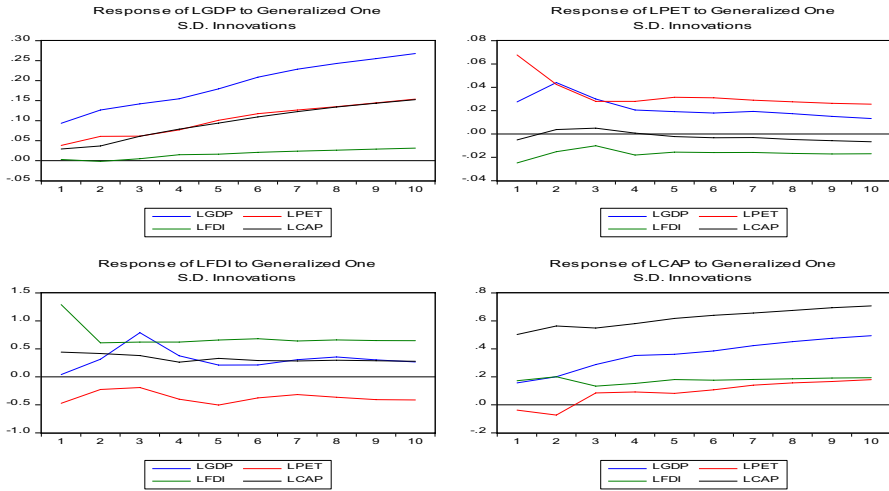 Response of LGDP to Generalized One
S.D. Innovations
.30
.25
.20
.15
.10
.05
.00
-.05
1 2 3 4 5 6 7 8 9 10
LGDP LPET
LFDI LCAP
Response of LPET to Generalized One
S.D. Innovations
.08
.06
.04
.02
.00
-.02
-.04
1 2 3 4 5 6 7 8 9 10
LGDP LPET
LFDI LCAP
Response of LFDI to Generalized One
S.D. Innovations
1.5
1.0
0.5
0.0
-0.5
-1.0
1 2 3 4 5 6 7 8 9 10
LGDP LPET
LFDI LCAP
Response of LCAP to Generalized One
S.D. Innovations
.8
.6
.4
.2
.0
-.2
1 2 3 4 5 6 7 8 9 10
LGDP LPET
LFDI LCAP